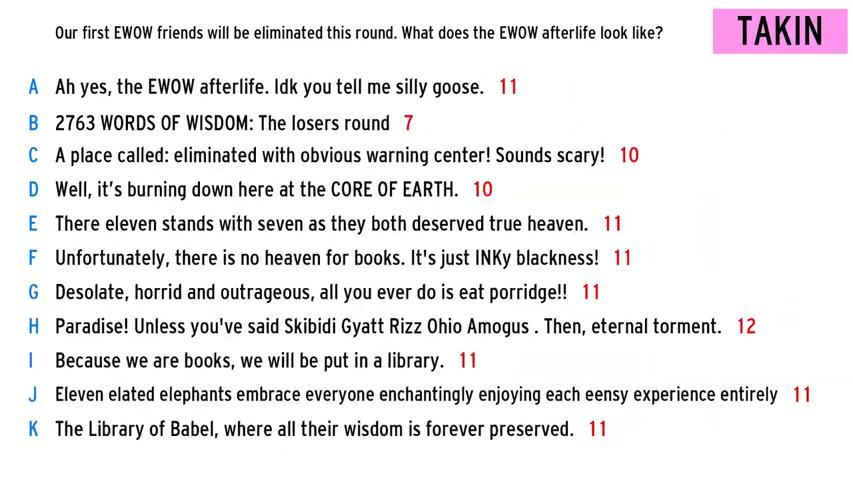 Our first EWOW friends will be eliminated this round. What does the EWOW afterlife look like?
TAKIN
A Ah yes, the EWOW afterlife. Idk you tell me silly goose. 11
B 2763 WORDS OF WISDOM: The losers round 7
C A place called: eliminated with obvious warning center! Sounds scary! 10
D Well, it's burning down here at the CORE OF EARTH. 10
E There eleven stands with seven as they both deserved true heaven. 11
F Unfortunately, there is no heaven for books. It's just INKy blackness! 11
G Desolate, horrid and outrageous, all you ever do is eat porridge!! 11
H Paradise! Unless you've said Skibidi Gyatt Rizz Ohio Amogus . Then, eternal torment. 12
I Because we are books, we will be put in a library. 11
J Eleven elated elephants embrace everyone enchantingly enjoying each eensy experience entirely 11
K The Library of Babel, where all their wisdom is forever preserved. 11